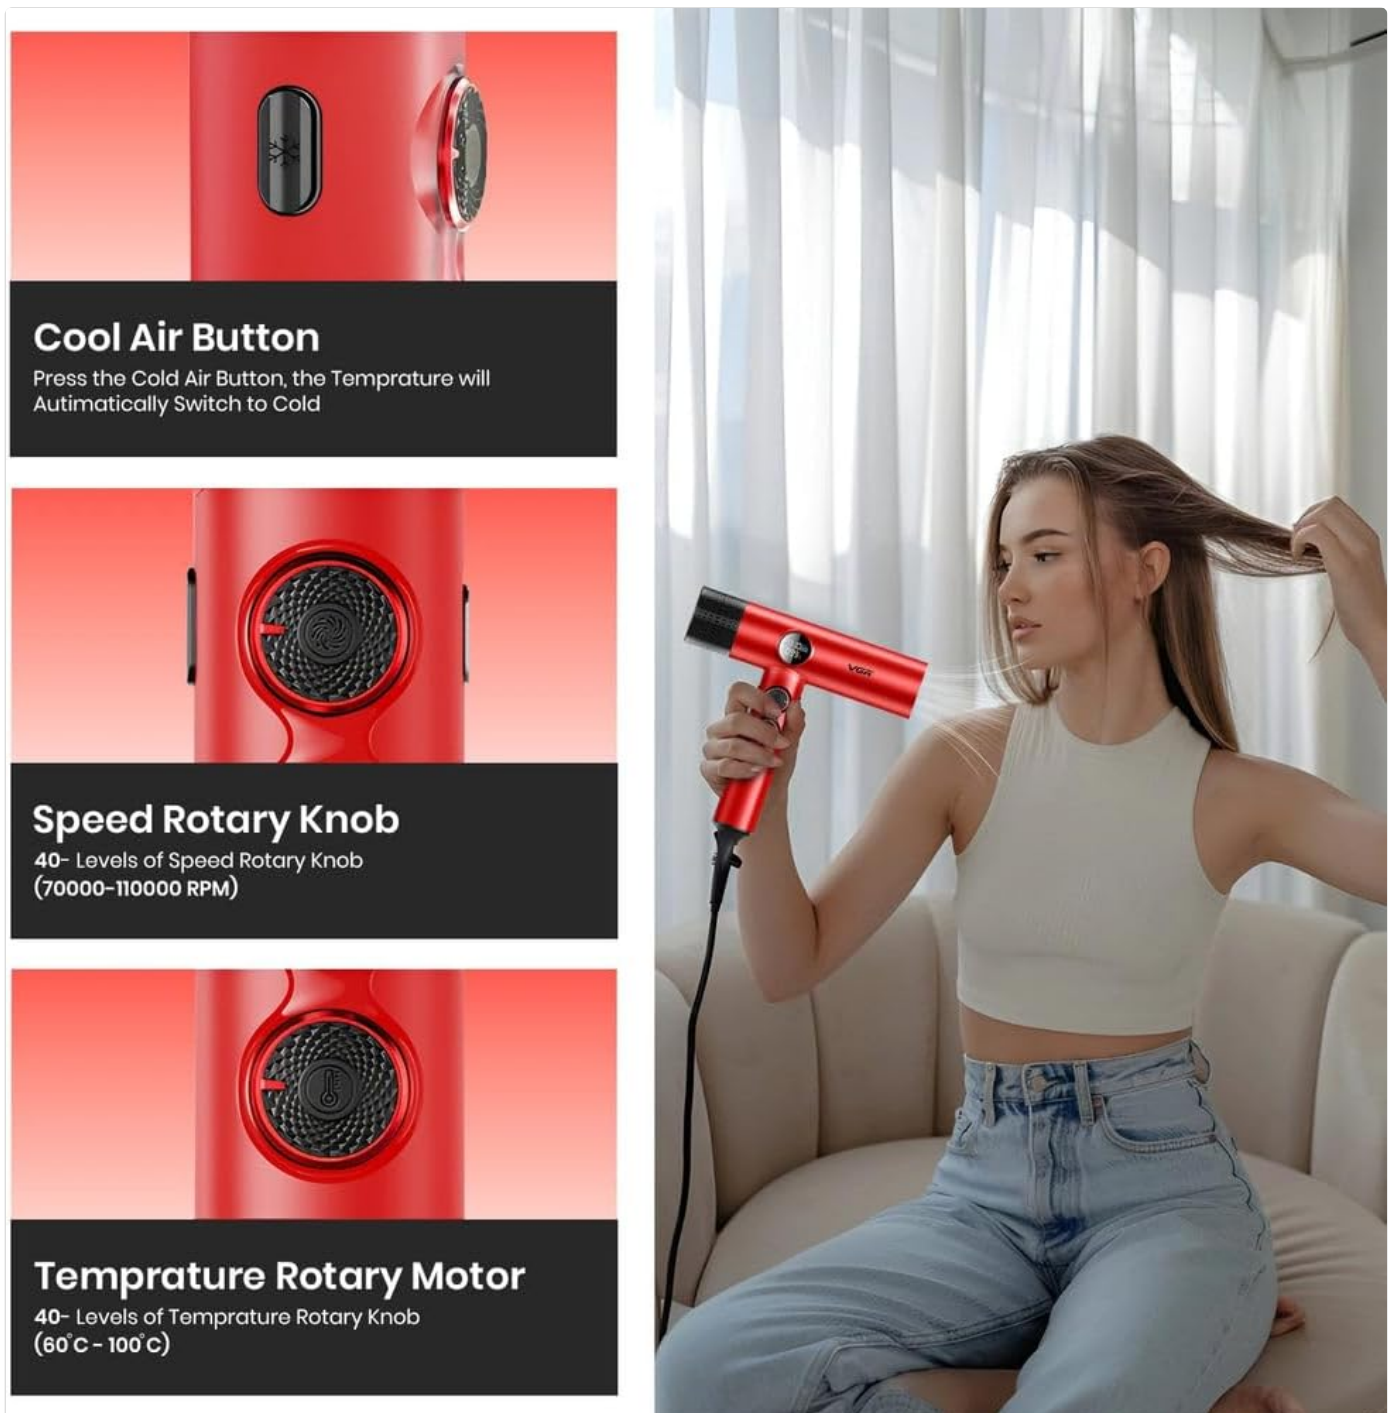 Cool Air Button
Press the Cold Air Button, the Temprature will
Autimatically Switch to Cold
Speed Rotary Knob
40- Levels of Speed Rotary Knob
(70000-110000 RPM)
Temprature Rotary Motor
40- Levels of Temprature Rotary Knob
(60°C - 100°C)
VGR